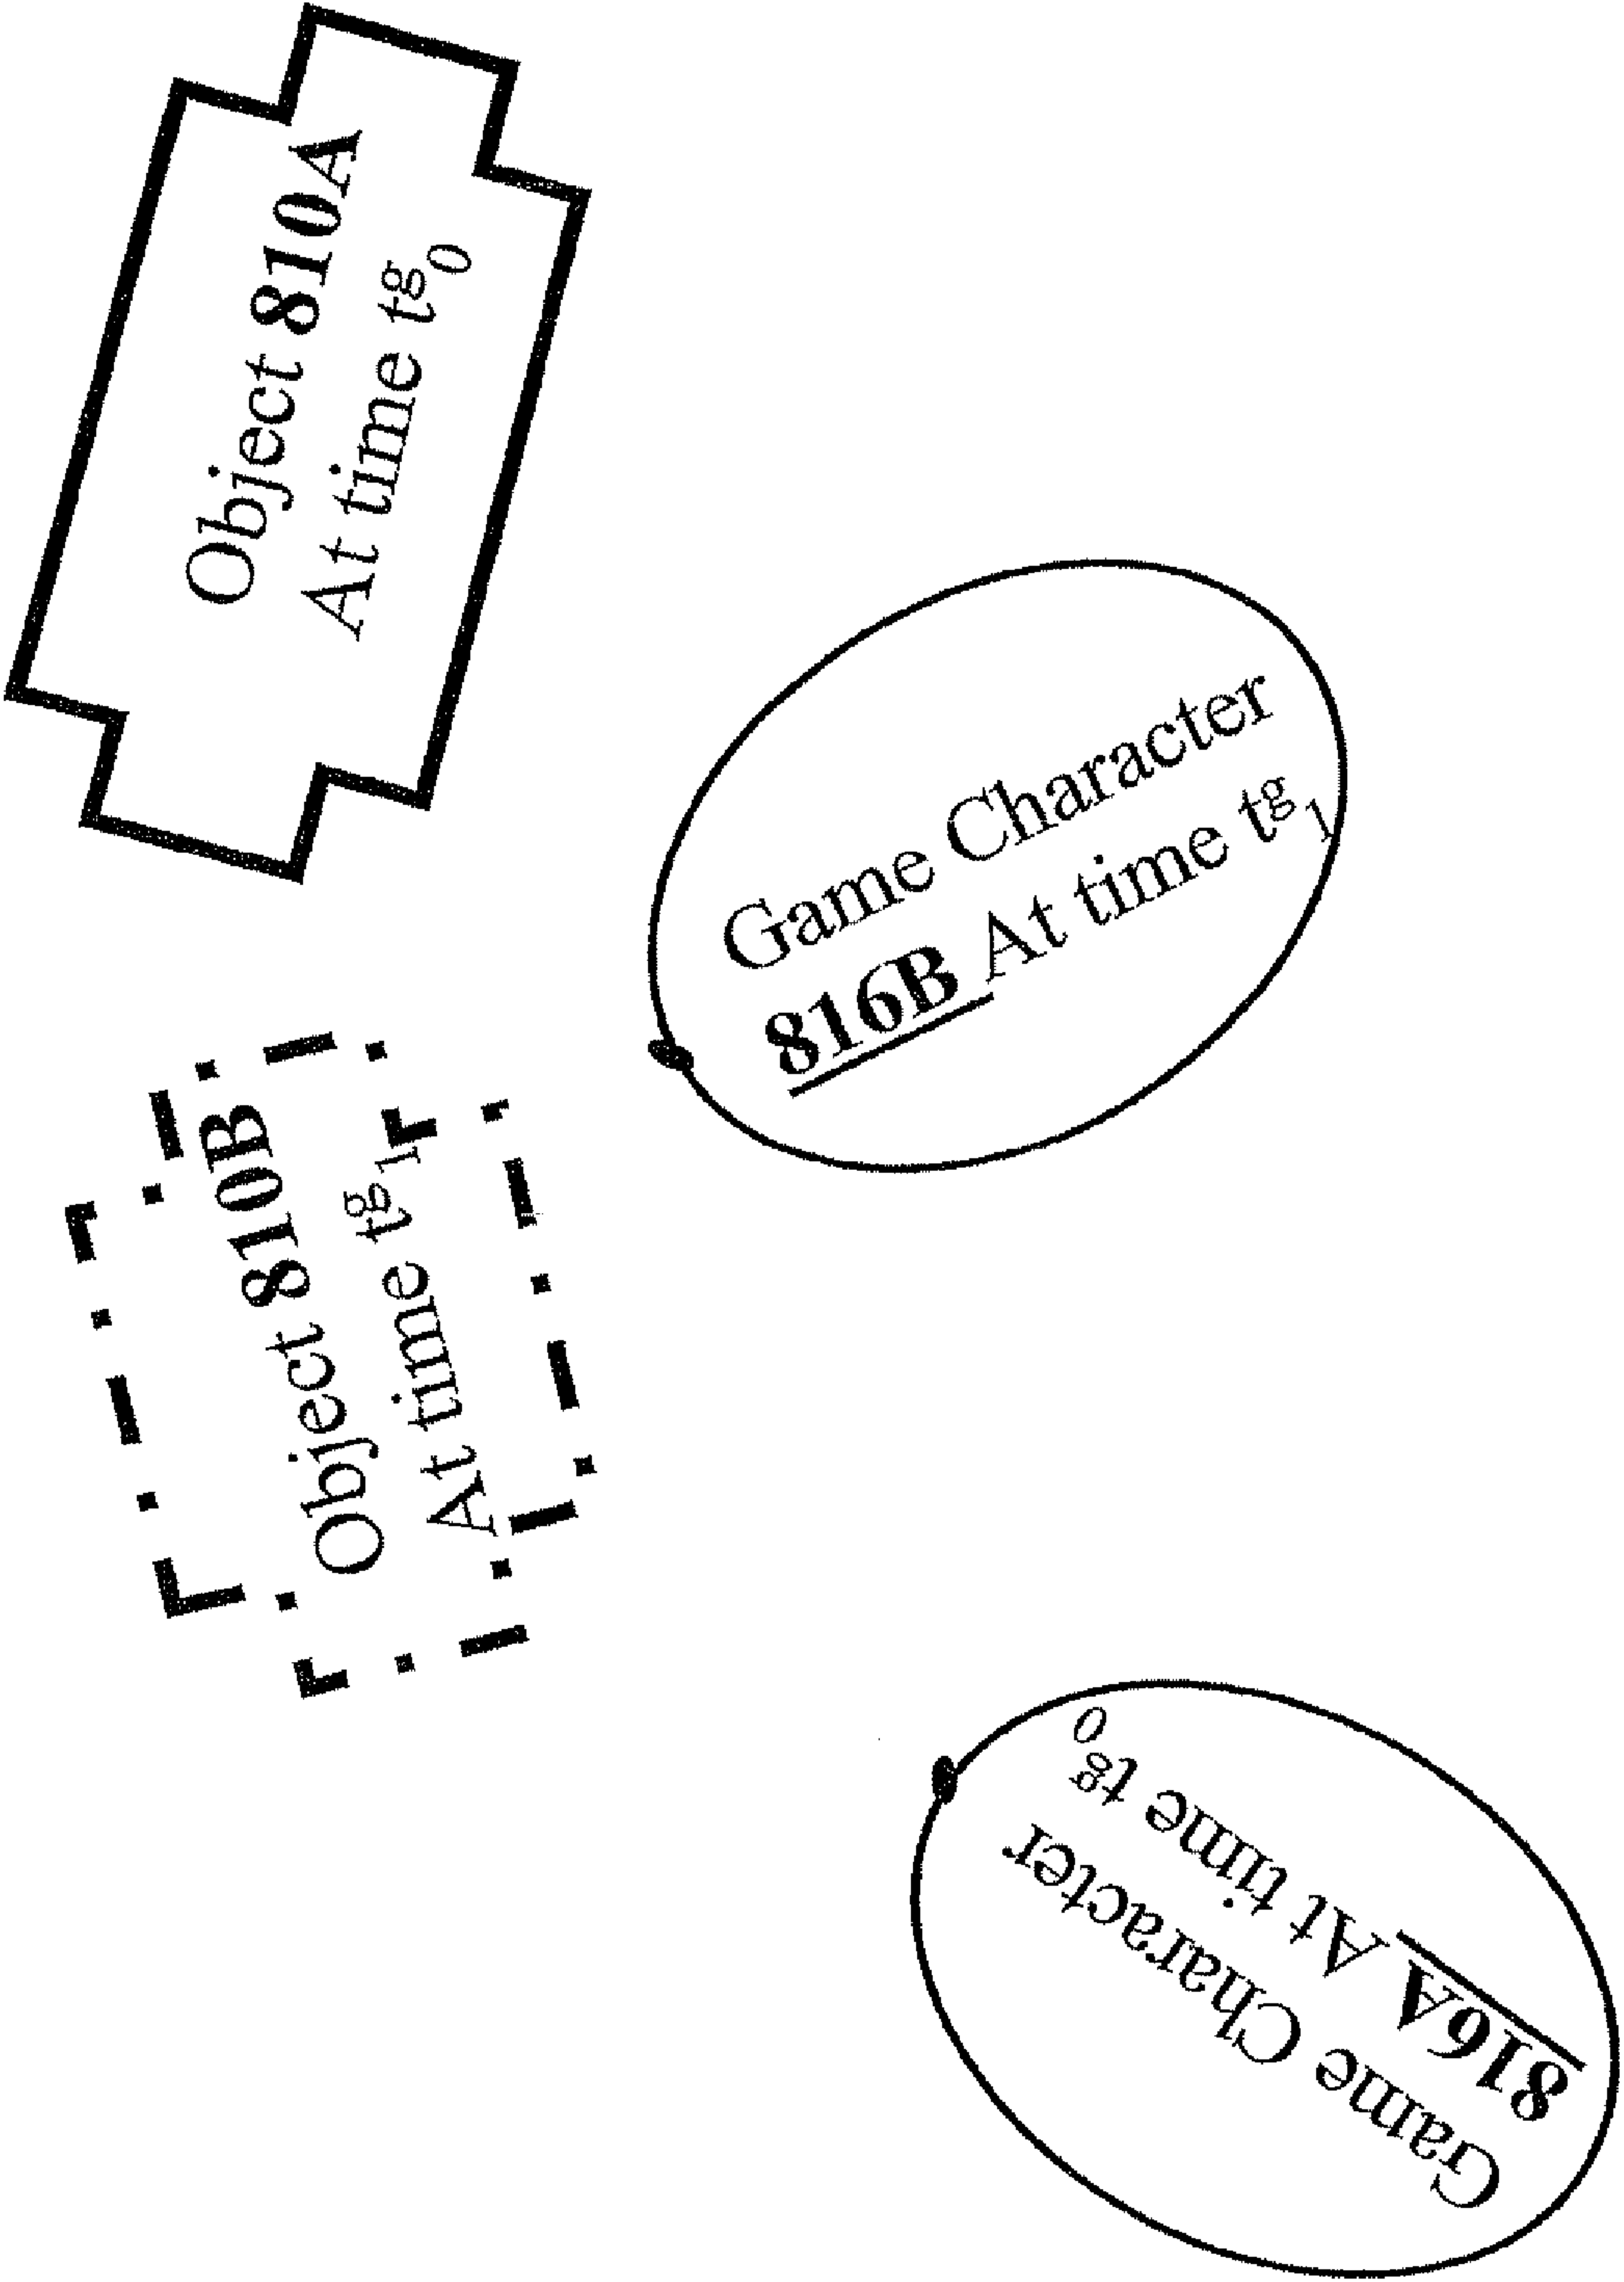 Object 810A
At time tg0
Game Character
816B At time tg1
Object 810B
At time tg1
Game Character
816A At time tg0